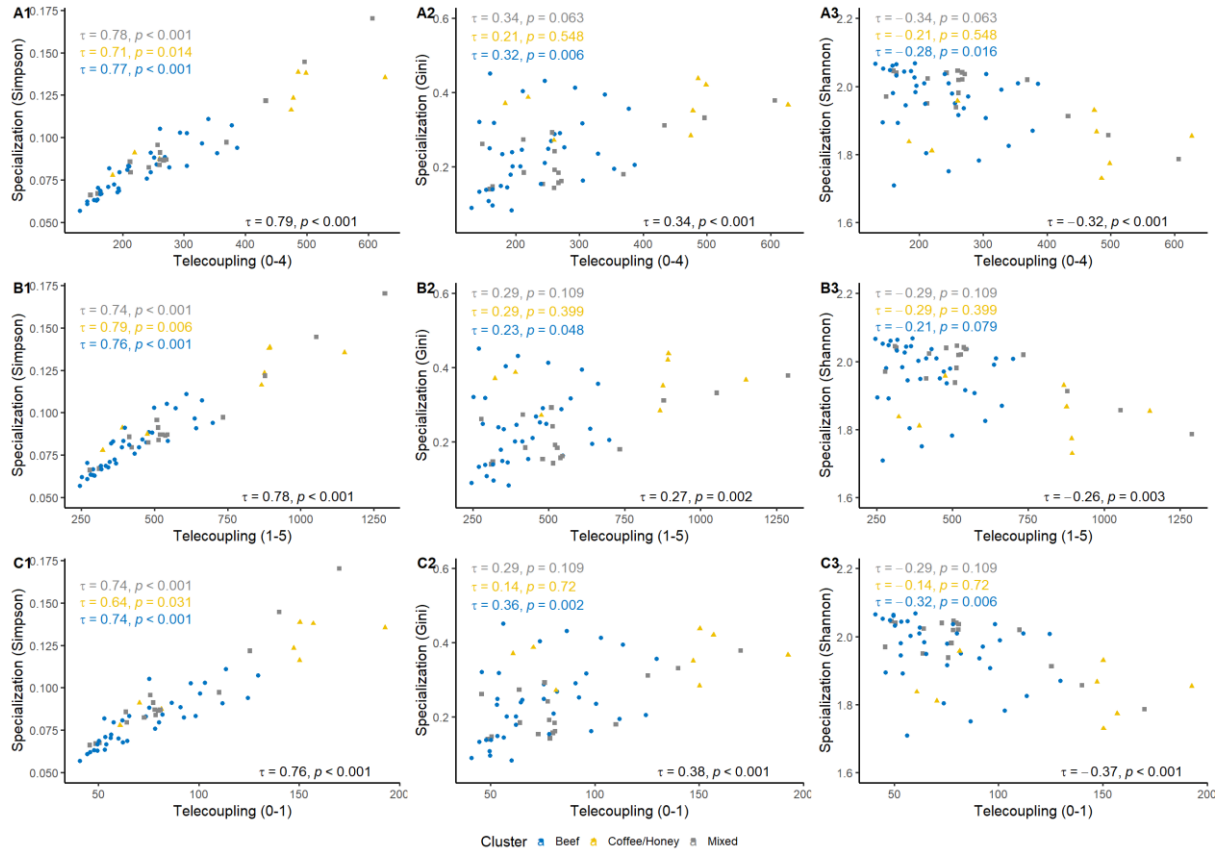 A1
τ = 0.78, p < 0.001
τ = 0.71, p = 0.014
τ = 0.77, p < 0.001
Specialization (Simpson)
0.175
0.150
0.125
0.100
0.075
0.050
τ = 0.79, p < 0.001
200 300 400 500 600
Telecoupling (0-4)
A2
τ = 0.34, p = 0.063
τ = 0.21, p = 0.548
τ = 0.32, p = 0.006
Specialization (Gini)
0.6
0.4
0.2
0.0
τ = 0.34, p < 0.001
200 300 400 500 600
Telecoupling (0-4)
A3
τ = −0.34, p = 0.063
τ = −0.21, p = 0.548
τ = −0.28, p = 0.016
Specialization (Shannon)
2.2
2.0
1.8
1.6
τ = −0.32, p < 0.001
200 300 400 500 600
Telecoupling (0-4)
B1
τ = 0.74, p < 0.001
τ = 0.79, p = 0.006
τ = 0.76, p < 0.001
Specialization (Simpson)
0.175
0.150
0.125
0.100
0.075
0.050
τ = 0.78, p < 0.001
250 500 750 1000 1250
Telecoupling (1-5)
B2
τ = 0.29, p = 0.109
τ = 0.29, p = 0.399
τ = 0.23, p = 0.048
Specialization (Gini)
0.6
0.4
0.2
0.0
τ = 0.27, p = 0.002
250 500 750 1000 1250
Telecoupling (1-5)
B3
τ = −0.29, p = 0.109
τ = −0.29, p = 0.399
τ = −0.21, p = 0.079
Specialization (Shannon)
2.2
2.0
1.8
1.6
τ = −0.26, p = 0.003
250 500 750 1000 1250
Telecoupling (1-5)
C1
τ = 0.74, p < 0.001
τ = 0.64, p = 0.031
τ = 0.74, p < 0.001
Specialization (Simpson)
0.175
0.150
0.125
0.100
0.075
0.050
τ = 0.76, p < 0.001
50 100 150 200
Telecoupling (0-1)
C2
τ = 0.29, p = 0.109
τ = 0.14, p = 0.72
τ = 0.36, p = 0.002
Specialization (Gini)
0.6
0.4
0.2
0.0
τ = 0.38, p < 0.001
50 100 150 200
Telecoupling (0-1)
C3
τ = −0.29, p = 0.109
τ = −0.14, p = 0.72
τ = −0.32, p = 0.006
Specialization (Shannon)
2.2
2.0
1.8
1.6
τ = −0.37, p < 0.001
50 100 150 200
Telecoupling (0-1)
Cluster Beef Coffee/Honey Mixed